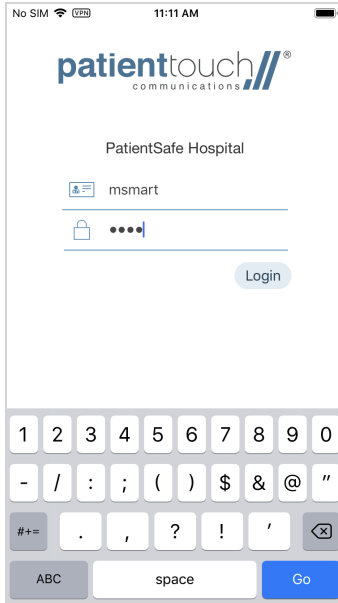 No SIM VPN 11:11 AM
patienttouch®
communications
PatientSafe Hospital
msmart
••••
Login
1 2 3 4 5 6 7 8 9 0
- / : ; ( ) $ & @ "
#+= . , ? ! '
ABC space Go